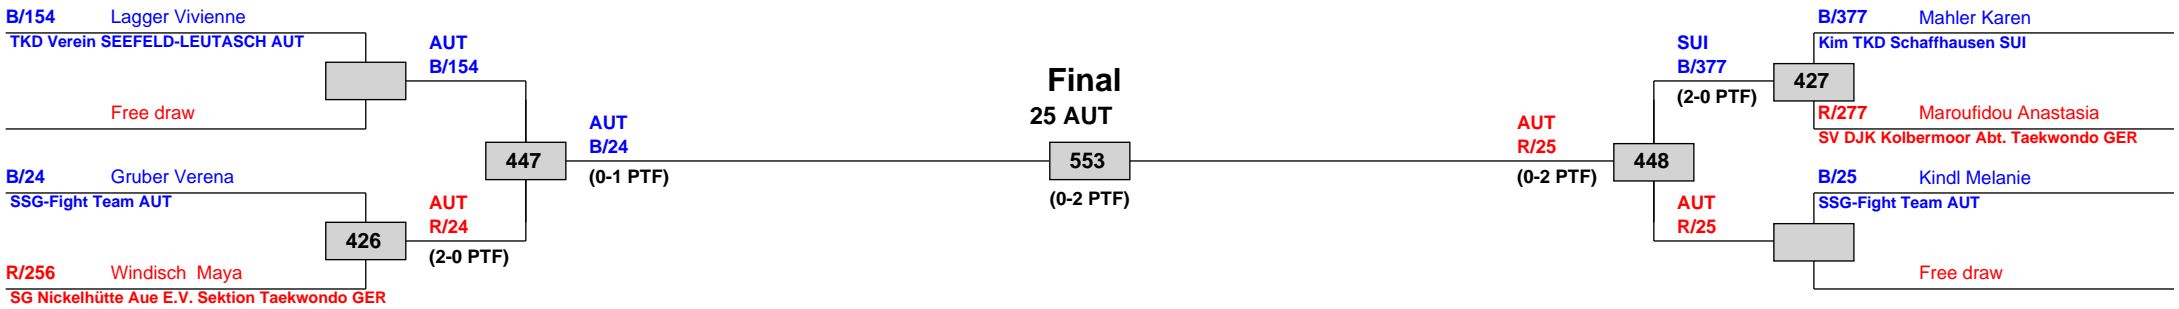 B/154 Lagger Vivienne
TKD Verein SEEFELD-LEUTASCH AUT
Free draw
AUT
B/154
B/24 Gruber Verena
SSG-Fight Team AUT
426
R/256 Windisch  Maya
SG Nickelhütte Aue E.V. Sektion Taekwondo GER
AUT
R/24
(2-0 PTF)
447
AUT
B/24
(0-1 PTF)
Final
25 AUT
553
(0-2 PTF)
AUT
R/25
(0-2 PTF)
448
SUI
B/377
(2-0 PTF)
AUT
R/25
B/377 Mahler Karen
Kim TKD Schaffhausen SUI
427
R/277 Maroufidou Anastasia
SV DJK Kolbermoor Abt. Taekwondo GER
B/25 Kindl Melanie
SSG-Fight Team AUT
Free draw